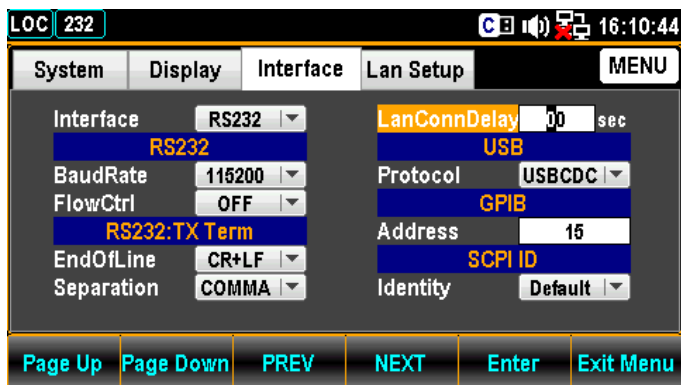 LOC 232 C 16:10:44
System Display Interface Lan Setup MENU
Interface RS232
RS232
BaudRate 115200
FlowCtrl OFF
RS232:TX Term
EndOfLine CR+LF
Separation COMMA
LanConnDelay 00 sec
USB
Protocol USBCDC
GPIB
Address 15
SCPI ID
Identity Default
Page Up Page Down PREV NEXT Enter Exit Menu